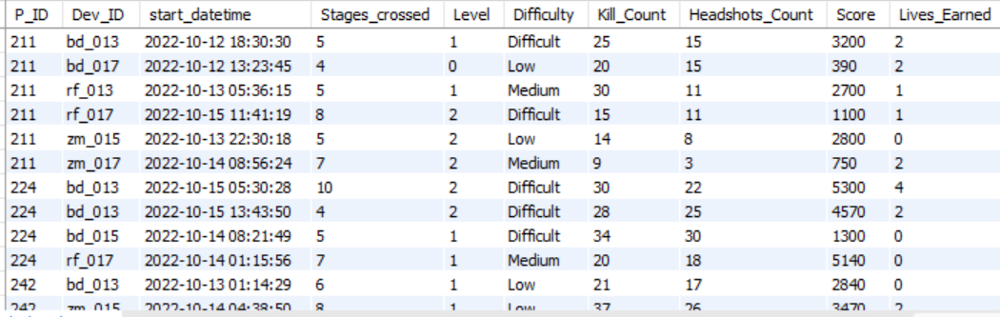 P_ID Dev_ID start_datetime Stages_crossed Level Difficulty Kill_Count Headshots_Count Score Lives_Earned
211 bd_013 2022-10-12 18:30:30 5 1 Difficult 25 15 3200 2
211 bd_017 2022-10-12 13:23:45 4 0 Low 20 15 390 2
211 rf_013 2022-10-13 05:36:15 5 1 Medium 30 11 2700 1
211 rf_017 2022-10-15 11:41:19 8 2 Difficult 15 11 1100 1
211 zm_015 2022-10-13 22:30:18 5 2 Low 14 8 2800 0
211 zm_017 2022-10-14 08:56:24 7 2 Medium 9 3 750 2
224 bd_013 2022-10-15 05:30:28 10 2 Difficult 30 22 5300 4
224 bd_013 2022-10-15 13:43:50 4 2 Difficult 28 25 4570 2
224 bd_015 2022-10-14 08:21:49 5 1 Difficult 34 30 1300 0
224 rf_017 2022-10-14 01:15:56 7 1 Medium 20 18 5140 0
242 bd_013 2022-10-13 01:14:29 6 1 Low 21 17 2840 0
242 zm_015 2022-10-14 04:38:50 8 1 Low 37 26 3470 2